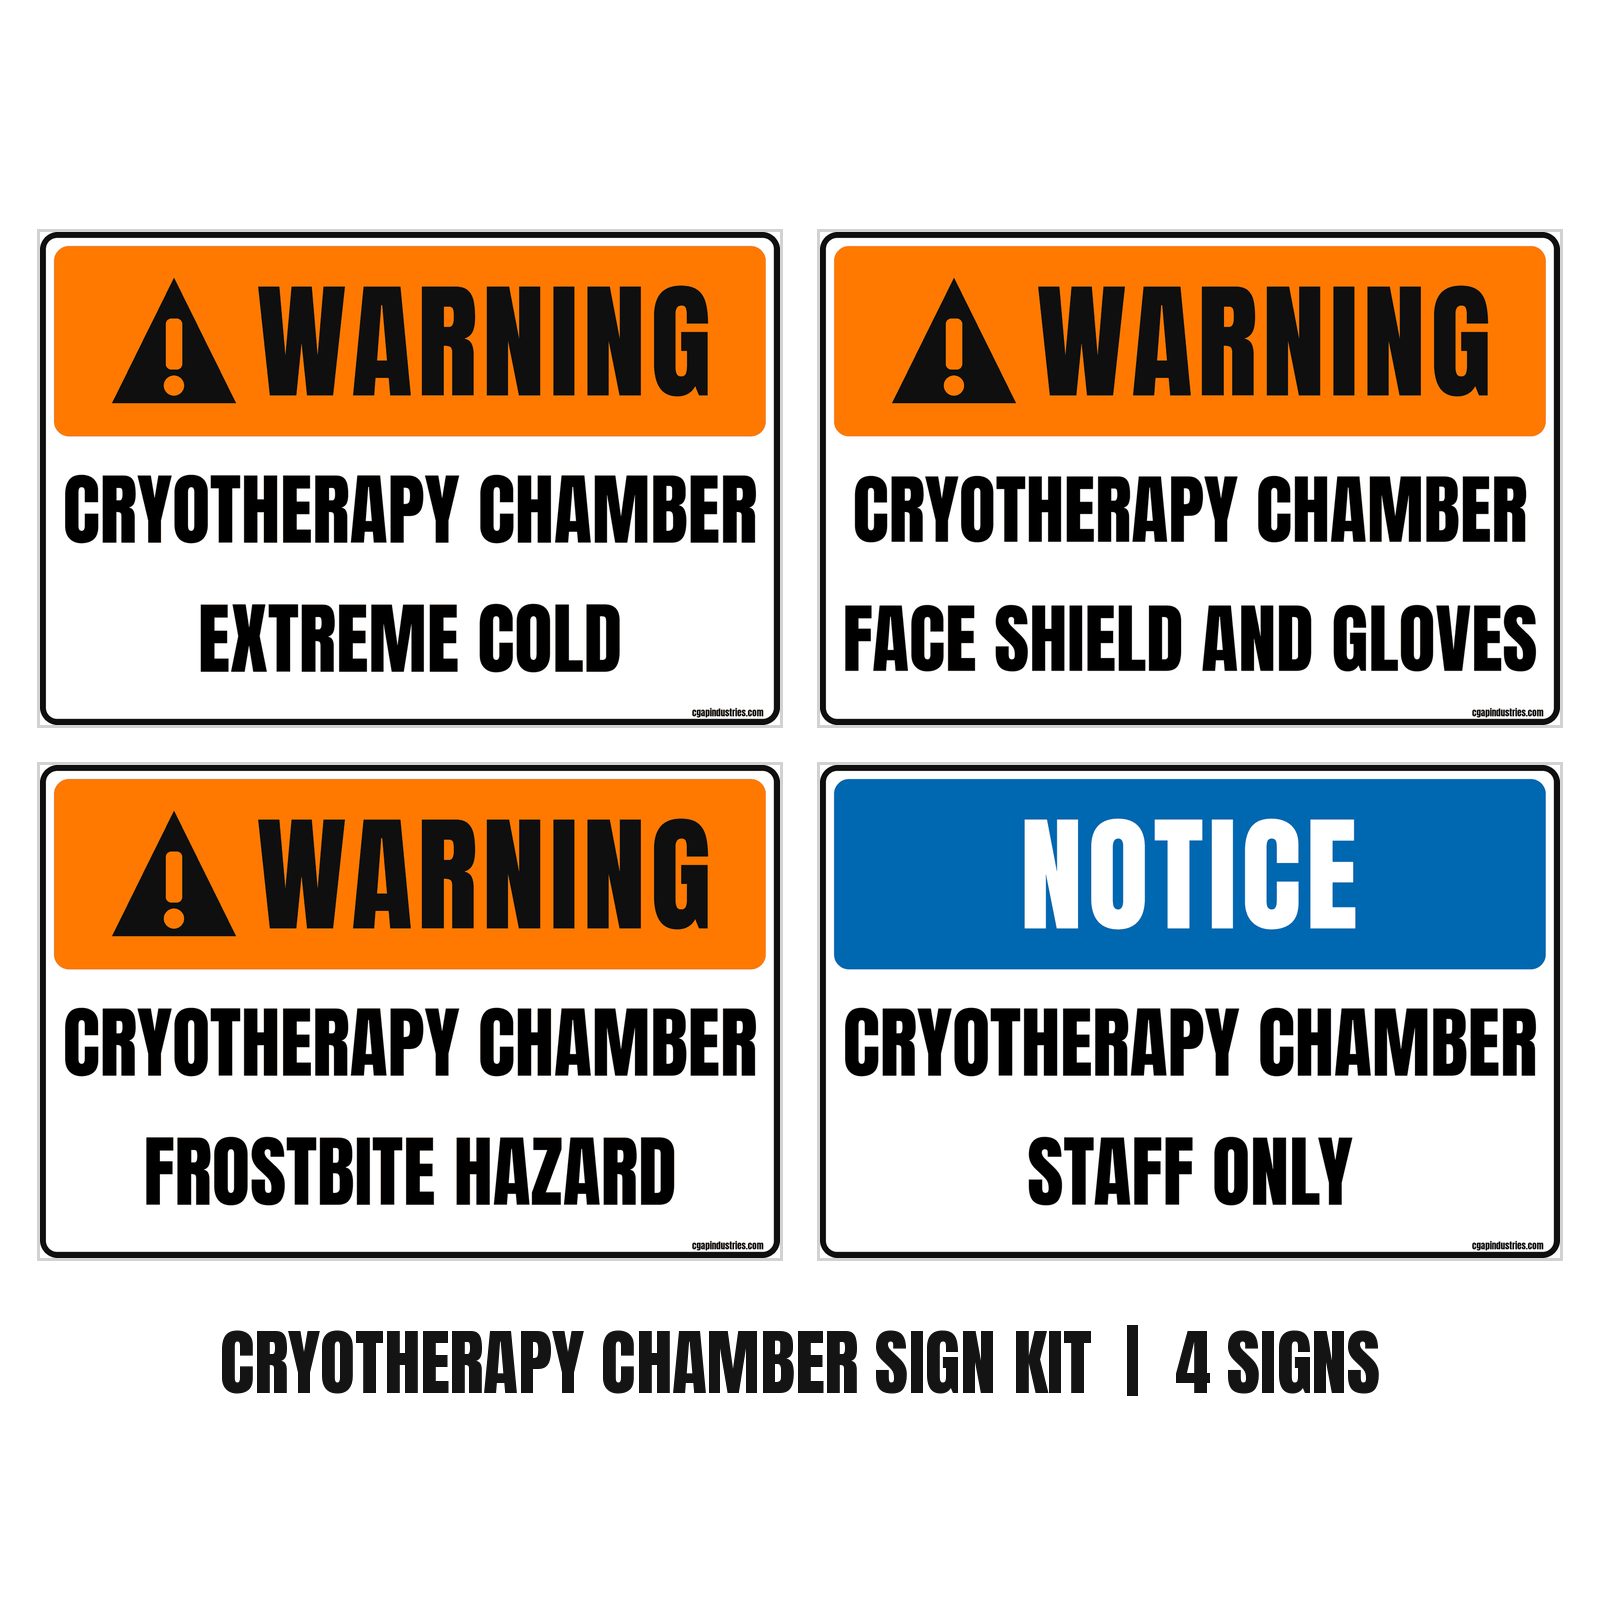 WARNING
CRYOTHERAPY CHAMBER
EXTREME COLD
cgapindustries.com
WARNING
CRYOTHERAPY CHAMBER
FACE SHIELD AND GLOVES
cgapindustries.com
WARNING
CRYOTHERAPY CHAMBER
FROSTBITE HAZARD
cgapindustries.com
NOTICE
CRYOTHERAPY CHAMBER
STAFF ONLY
cgapindustries.com
CRYOTHERAPY CHAMBER SIGN KIT | 4 SIGNS